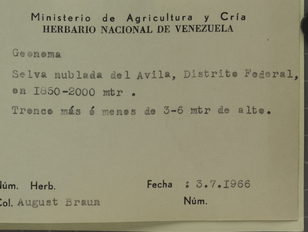 Ministerio de Agricultura y Cría
HERBARIO NACIONAL DE VENEZUELA
Geonoma
Selva nublada del Avila, Distrito Federal,
en 1850-2000 mtr .
Tronco más é menos de 3-6 mtr de alto.
Núm. Herb. Fecha : 3.7.1966
Col. August Braun Núm.